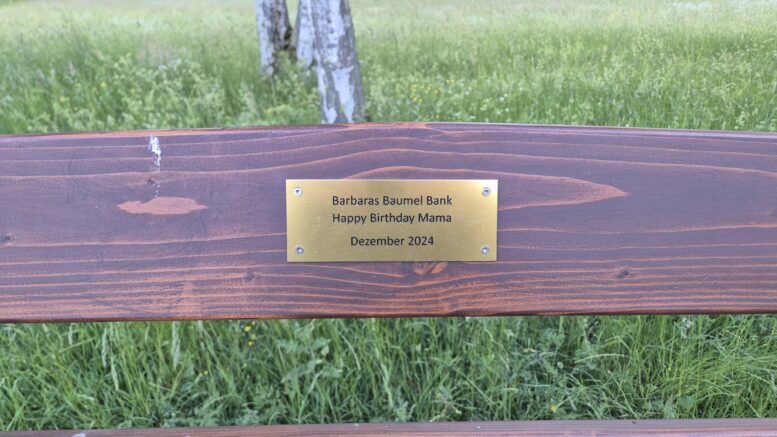 Barbaras Baumel Bank
Happy Birthday Mama
Dezember 2024